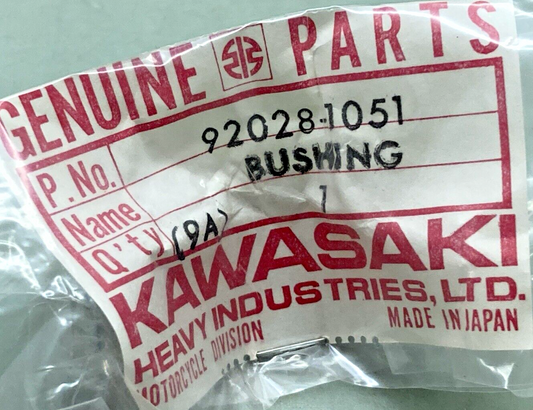 GENUINE PARTS
P. No. 92028-1051
Name BUSHING
Q'ty (9A) 1
KAWASAKI
HEAVY INDUSTRIES, LTD.
MOTORCYCLE DIVISION MADE IN JAPAN